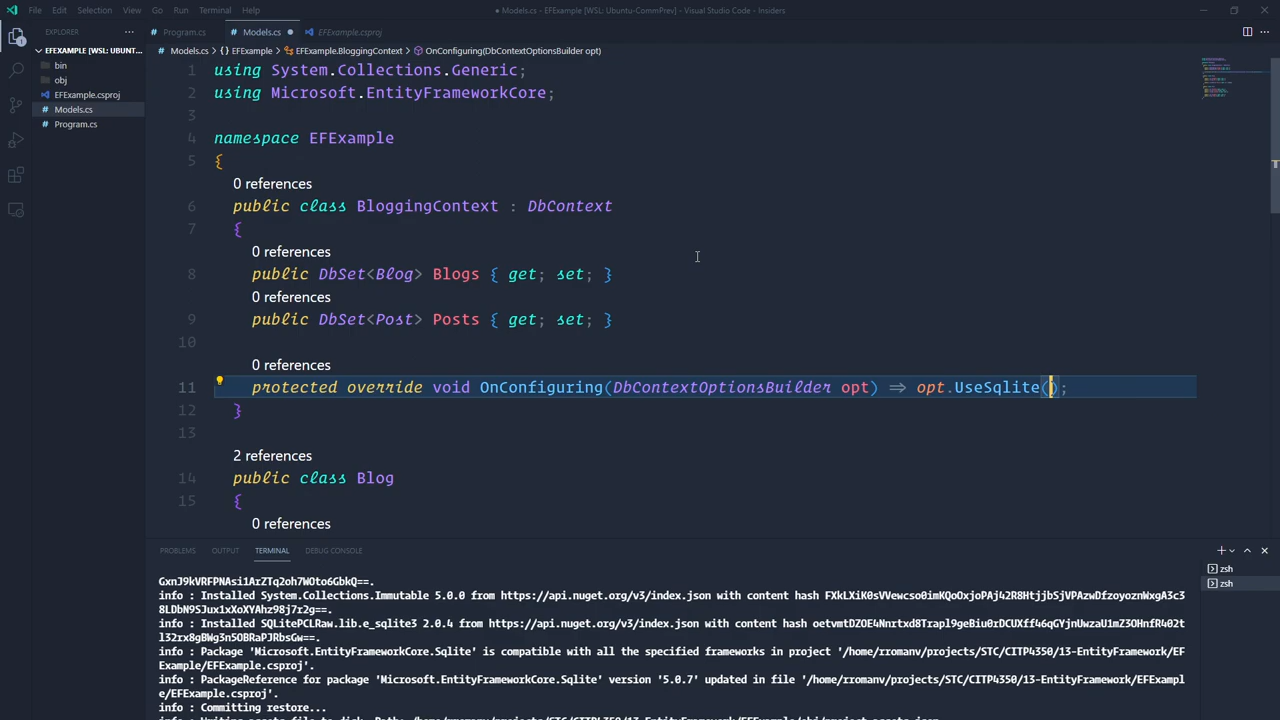 File Edit Selection View Go Run Terminal Help
● Models.cs - EFExample [WSL: Ubuntu-CommPrev] - Visual Studio Code - Insiders
EXPLORER ...
EFEXAMPLE [WSL: UBUNTU...
bin
obj
EFExample.csproj
Models.cs
Program.cs
Program.cs Models.cs ● EFExample.csproj
Models.cs > {} EFExample > EFExample.BloggingContext > OnConfiguring(DbContextOptionsBuilder opt)
1 using System.Collections.Generic;
2 using Microsoft.EntityFrameworkCore;
3
4 namespace EFExample
5 {
0 references
6 public class BloggingContext : DbContext
7 {
0 references
8 public DbSet<Blog> Blogs { get; set; }
0 references
9 public DbSet<Post> Posts { get; set; }
10
0 references
11 protected override void OnConfiguring(DbContextOptionsBuilder opt) => opt.UseSqlite();
12 }
13
2 references
14 public class Blog
15 {
0 references
PROBLEMS OUTPUT TERMINAL DEBUG CONSOLE
zsh
zsh
GxnJ9kVRFPNAsi1ArZTq2oh7WOto6GbkQ==.
info : Installed System.Collections.Immutable 5.0.0 from https://api.nuget.org/v3/index.json with content hash FXkLXiK0sVVewcso0imKQoOxjoPAj42R8HtjjbSjVPAzwDfzoyoznWxgA3c3
8LDbN9SJux1xXoXYAhz98j7r2g==.
info : Installed SQLitePCLRaw.lib.e_sqlite3 2.0.4 from https://api.nuget.org/v3/index.json with content hash
info : Package 'Microsoft.EntityFrameworkCore.Sqlite' is compatible with all the specified frameworks in project '/home/rromanv/projects/STC/CITP4350/13-EntityFramework/EF
Example/EFExample.csproj'.
info : PackageReference for package 'Microsoft.EntityFrameworkCore.Sqlite' version '5.0.7' updated in file '/home/rromanv/projects/STC/CITP4350/13-EntityFramework/EFExampl
e/EFExample.csproj'.
info : Committing restore...